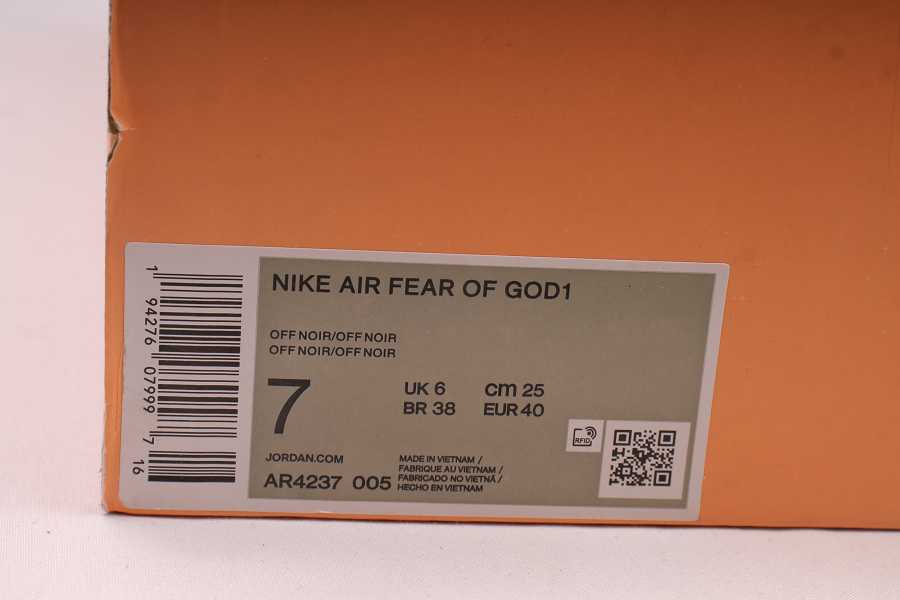 NIKE AIR FEAR OF GOD1
OFF NOIR/OFF NOIR
OFF NOIR/OFF NOIR
7
UK 6 cm 25
BR 38 EUR 40
RFID
JORDAN.COM
AR4237 005
MADE IN VIETNAM /
FABRIQUE AU VIETNAM /
FABRICADO NO VIETNÃ /
HECHO EN VIETNAM
1 94276 07999 7 16